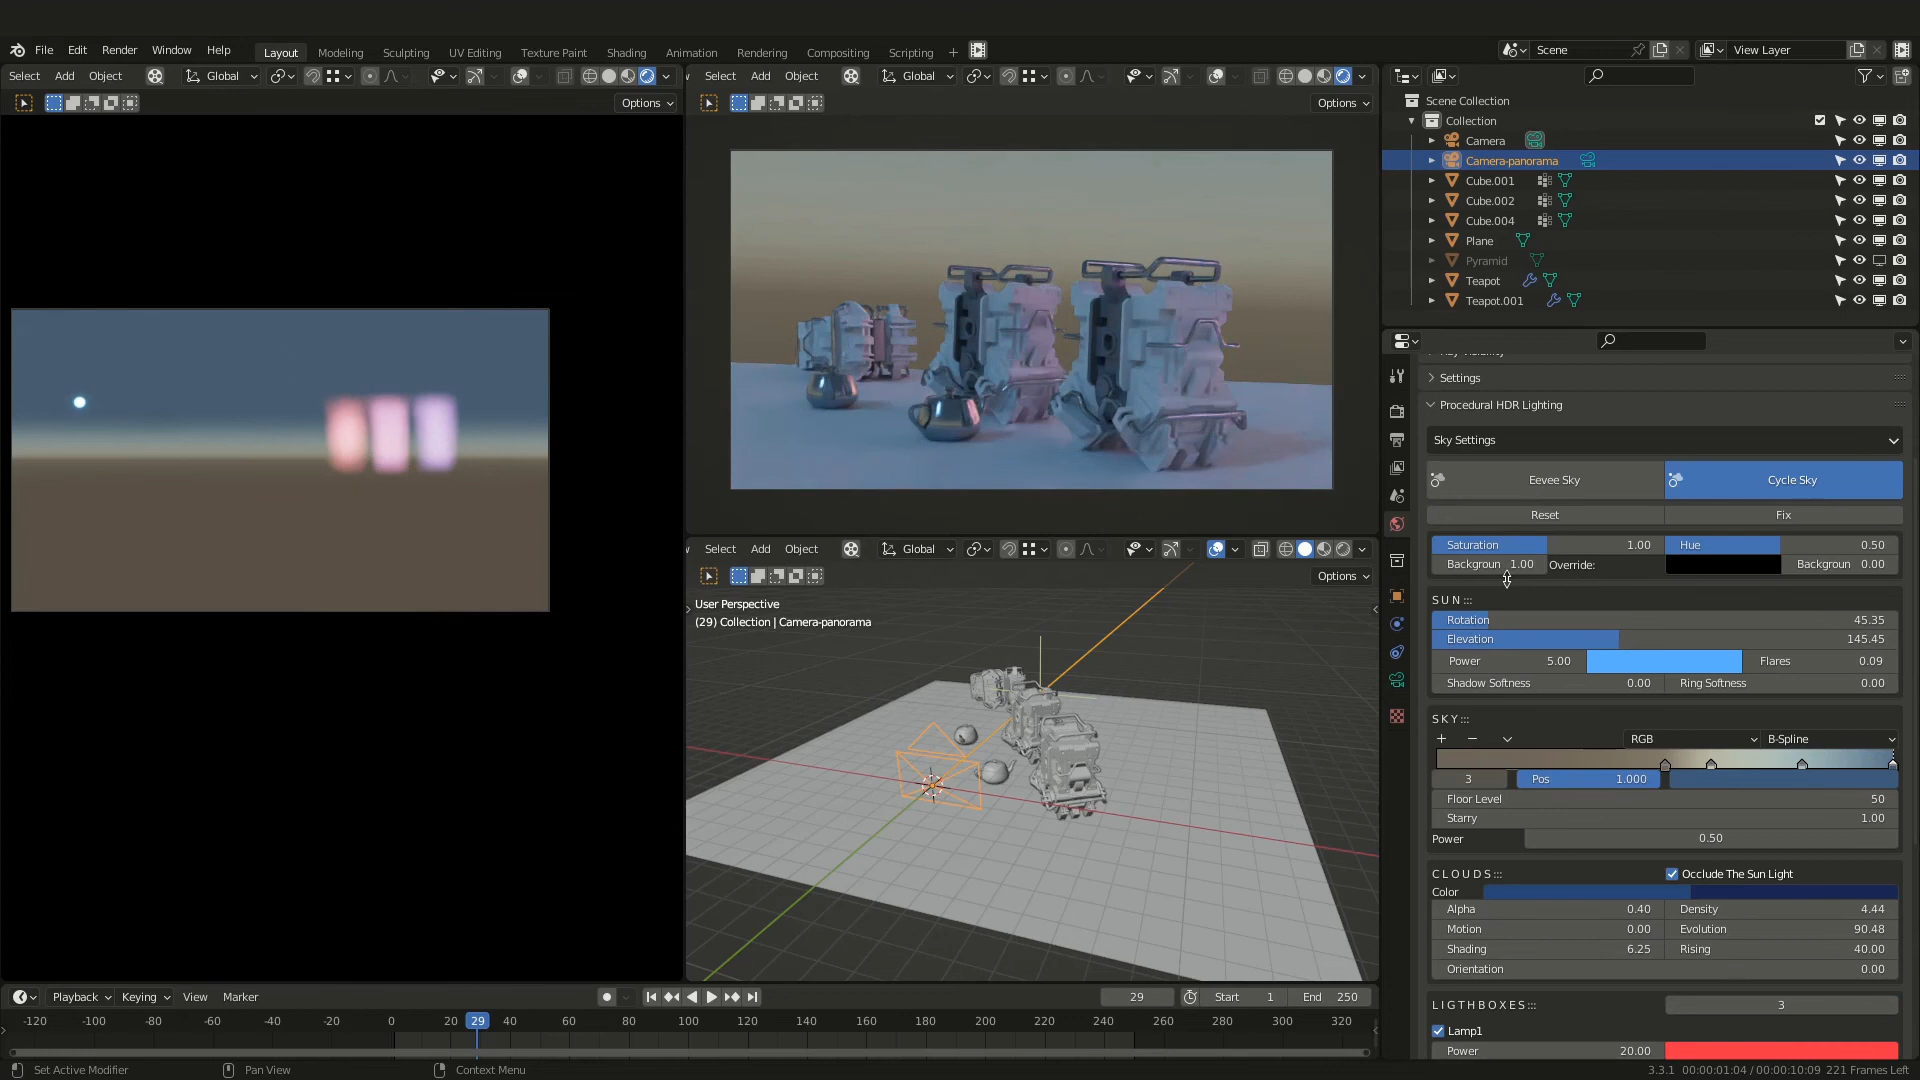 File Edit Render Window Help Layout Modeling Sculpting UV Editing Texture Paint Shading Animation Rendering Compositing Scripting Scene View Layer
Select Add Object Global
Options
Select Add Object Global
Options
Scene Collection
Collection
Camera
Camera-panorama
Cube.001
Cube.002
Cube.004
Plane
Pyramid
Teapot
Teapot.001
Select Add Object Global
Options
User Perspective
(29) Collection | Camera-panorama
Settings
Procedural HDR Lighting
Sky Settings
Eevee Sky Cycle Sky
Reset Fix
Saturation 1.00 Hue 0.50
Backgroun 1.00 Override: Backgroun 0.00
SUN:::
Rotation 45.35
Elevation 145.45
Power 5.00 Flares 0.09
Shadow Softness 0.00 Ring Softness 0.00
SKY:::
RGB B-Spline
3 Pos 1.000
Floor Level 50
Starry 1.00
Power 0.50
CLOUDS::: Occlude The Sun Light
Color
Alpha 0.40 Density 4.44
Motion 0.00 Evolution 90.48
Shading 6.25 Rising 40.00
Orientation 0.00
LIGTHBOXES::: 3
Lamp1
Power 20.00
Playback Keying View Marker 29 Start 1 End 250
-120 -100 -80 -60 -40 -20 0 20 29 40 60 80 100 120 140 160 180 200 220 240 260 280 300 320
Set Active Modifier Pan View Context Menu 3.3.1 00:00:01:04 / 00:00:10:09 221 Frames Left